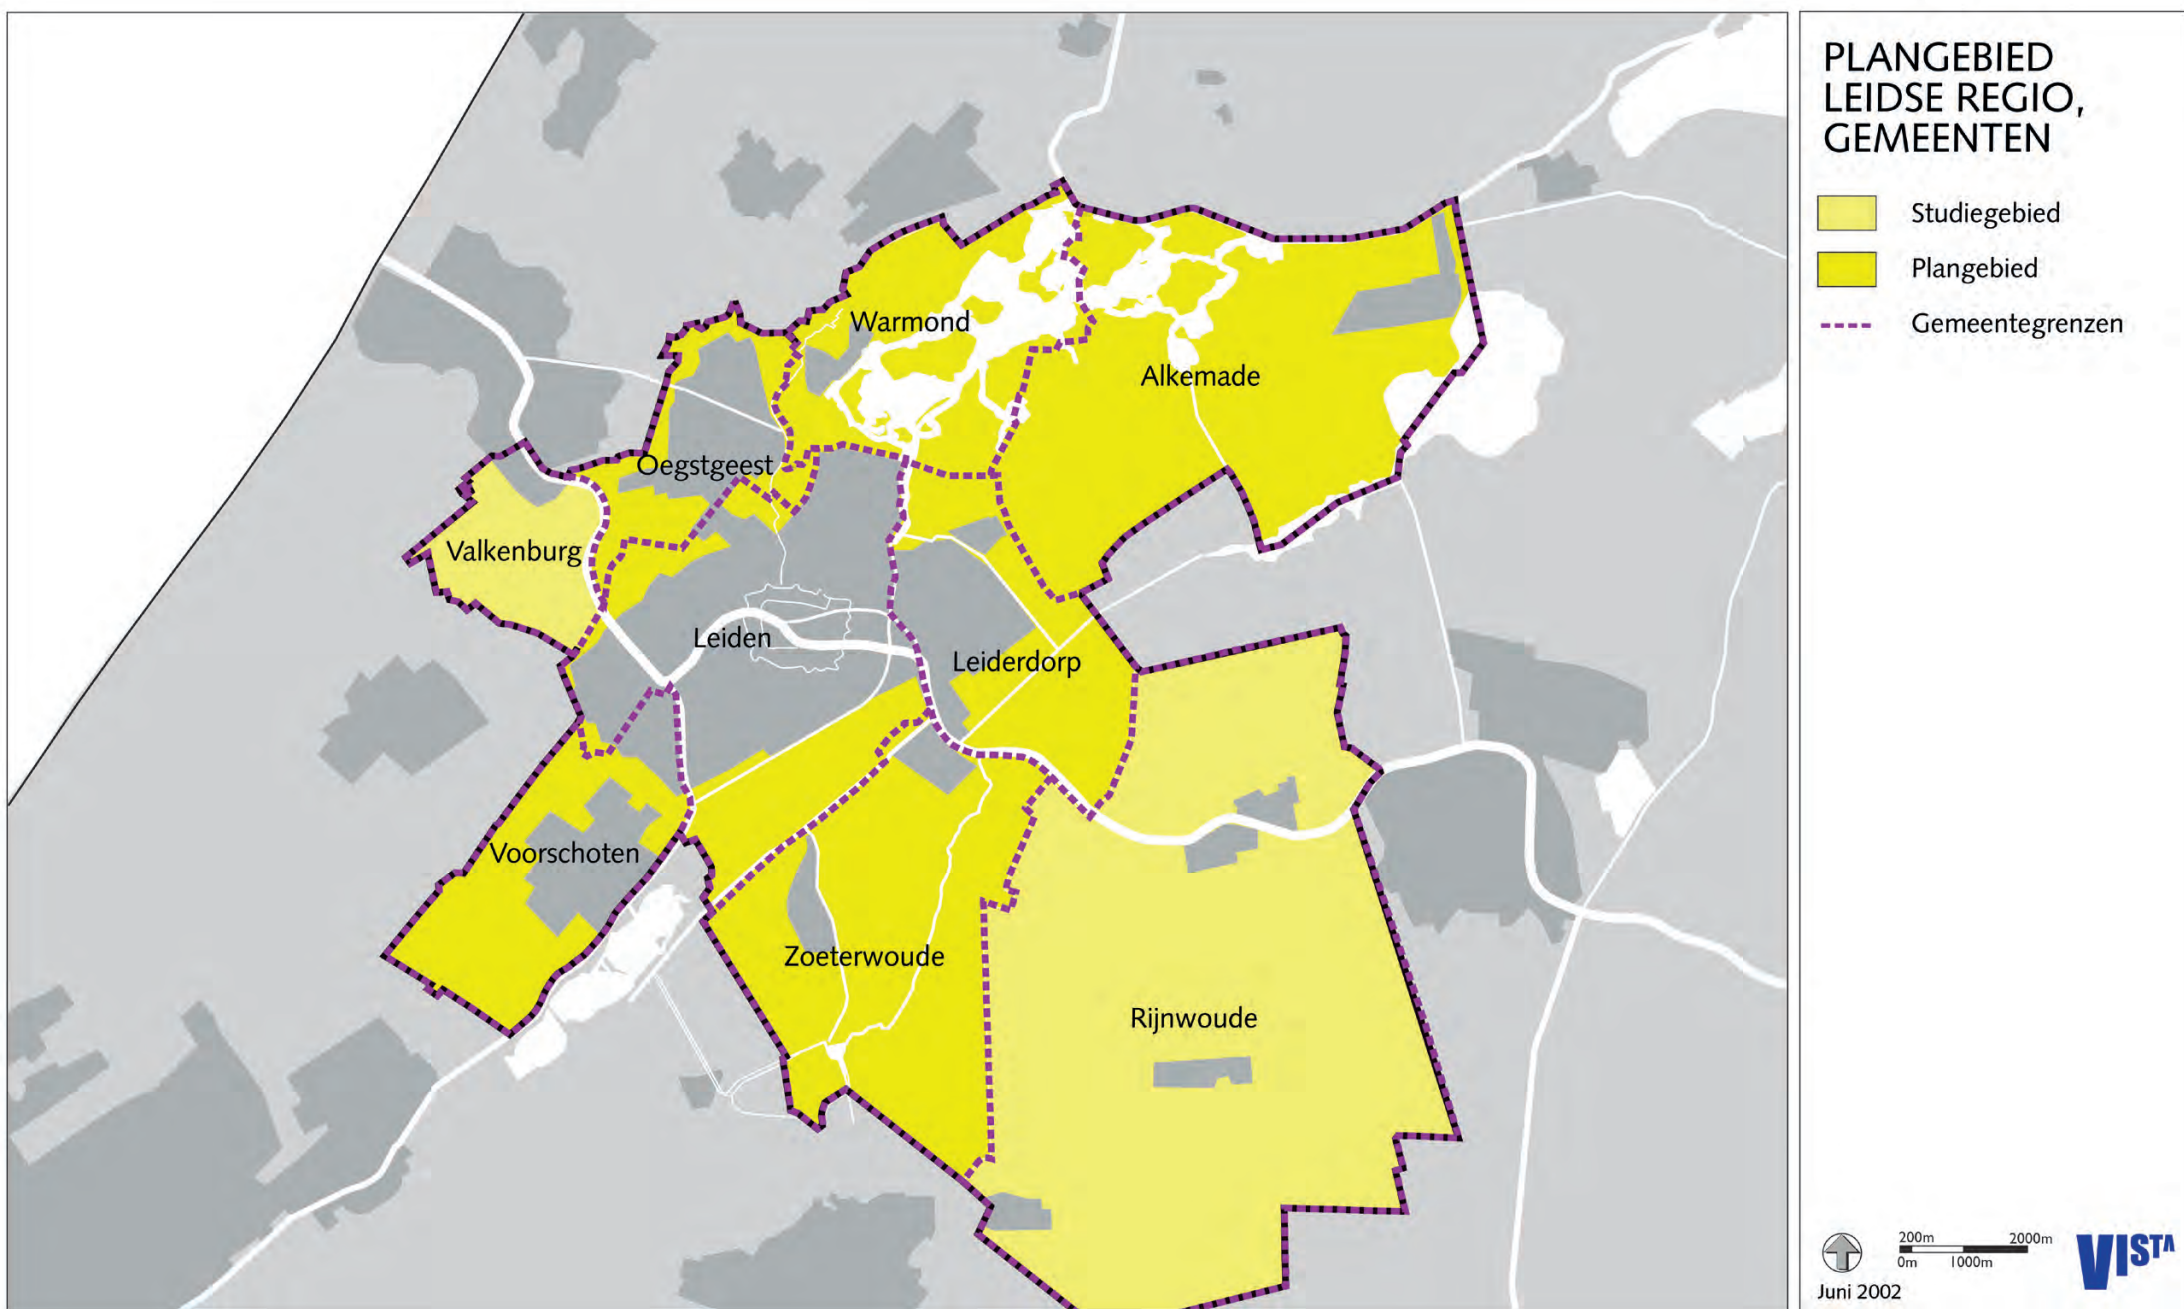 PLANGEBIED
LEIDSE REGIO,
GEMEENTEN
Studiegebied
Plangebied
Gemeentegrenzen
Warmond
Alkemade
Oegstgeest
Valkenburg
Leiden
Leiderdorp
Voorschoten
Zoeterwoude
Rijnwoude
200m 2000m
0m 1000m
Juni 2002
VISTA